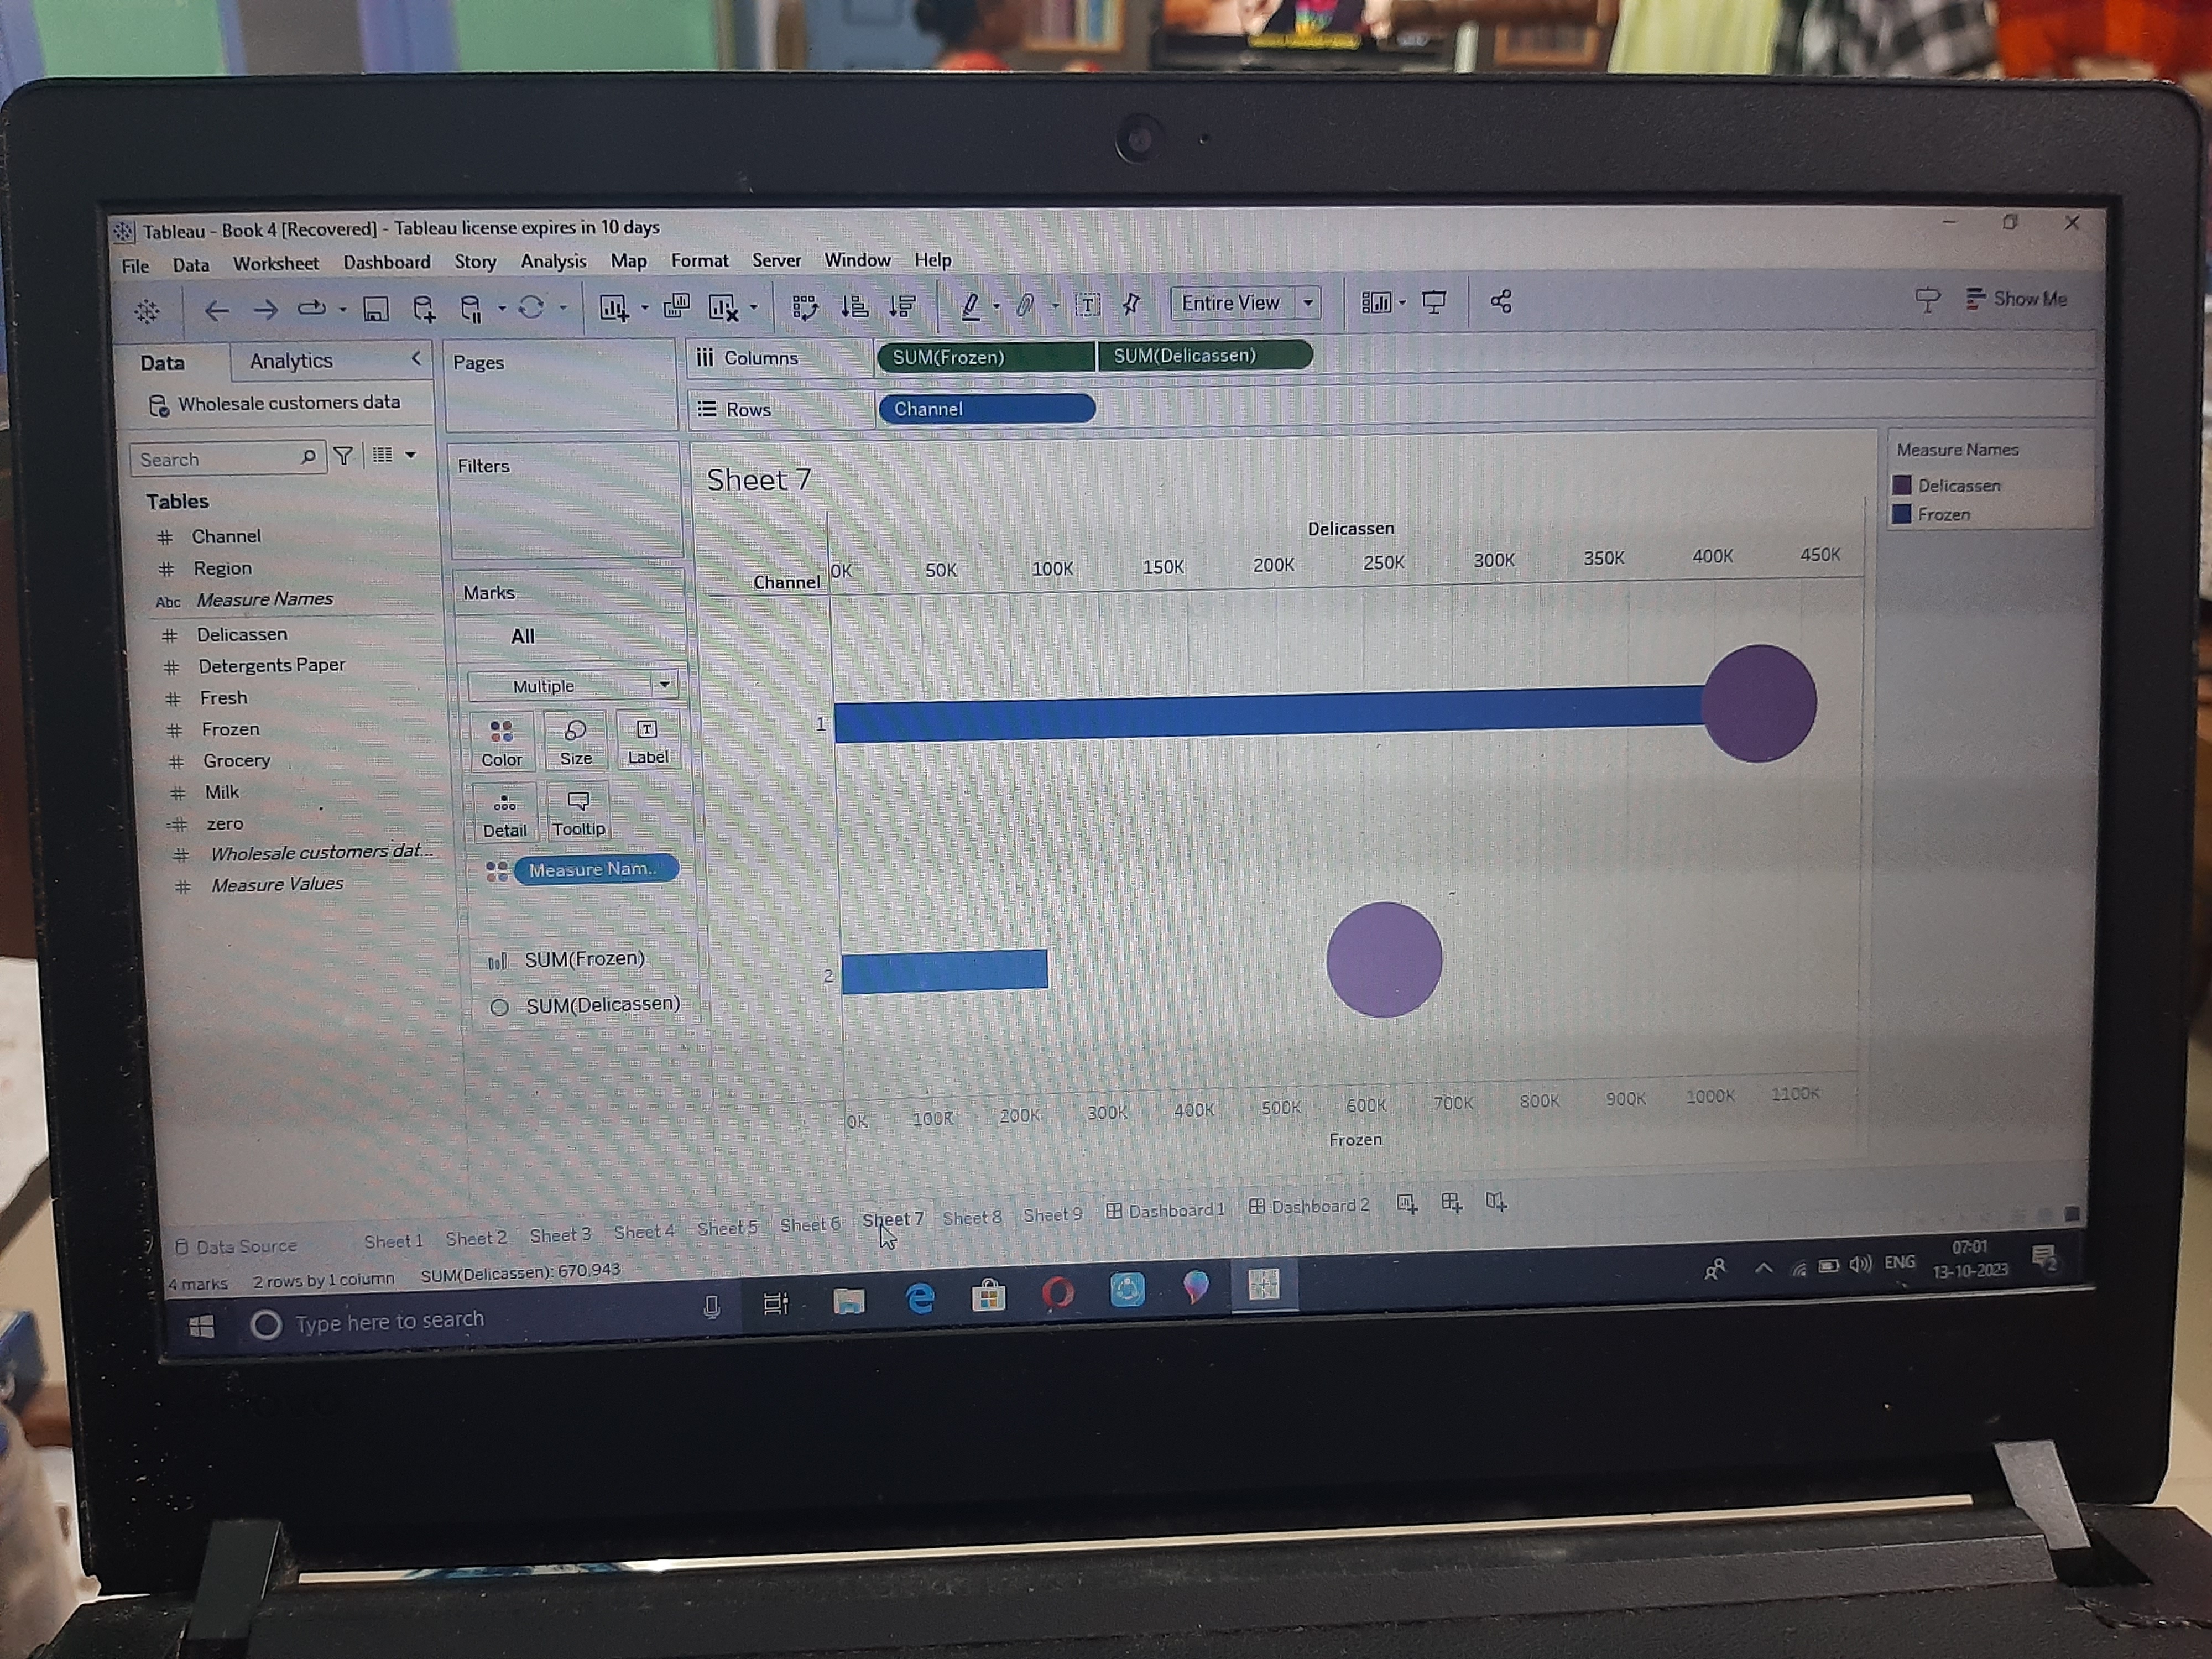 Tableau - Book 4 [Recovered] - Tableau license expires in 10 days
File Data Worksheet Dashboard Story Analysis Map Format Server Window Help
Entire View
Show Me
Data Analytics
Pages
Columns SUM(Frozen) SUM(Delicassen)
Wholesale customers data
Rows Channel
Search
Filters
Tables
Channel
Region
Abc Measure Names
Delicassen
Detergents Paper
Fresh
Frozen
Grocery
Milk
zero
Wholesale customers dat...
Measure Values
Marks
All
Multiple
Color Size Label
Detail Tooltip
Measure Nam..
SUM(Frozen)
SUM(Delicassen)
Sheet 7
Delicassen
Channel 0K 50K 100K 150K 200K 250K 300K 350K 400K 450K
1
2
0K 100K 200K 300K 400K 500K 600K 700K 800K 900K 1000K 1100K
Frozen
Measure Names
Delicassen
Frozen
Data Source Sheet 1 Sheet 2 Sheet 3 Sheet 4 Sheet 5 Sheet 6 Sheet 7 Sheet 8 Sheet 9 Dashboard 1 Dashboard 2
4 marks 2 rows by 1 column SUM(Delicassen): 670,943
Type here to search
ENG
07:01
13-10-2023
2